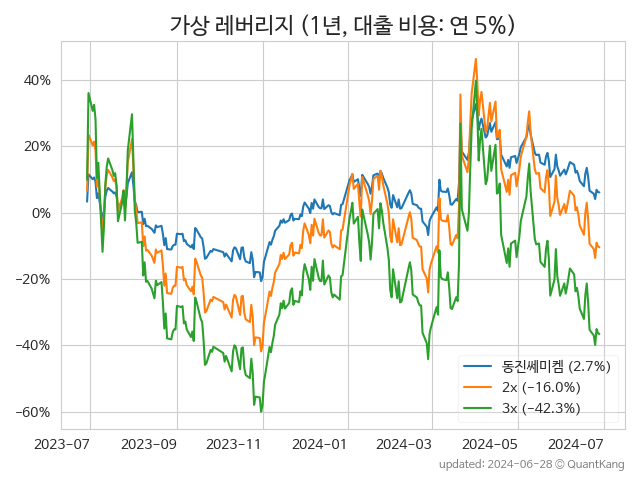 가상 레버리지 (1년, 대출 비용: 연 5%)
40%
20%
0%
−20%
−40%
−60%
동진쎄미켐 (2.7%)
2x (−16.0%)
3x (−42.3%)
2023-07
2023-09
2023-11
2024-01
2024-03
2024-05
2024-07
updated: 2024-06-28 © QuantKang